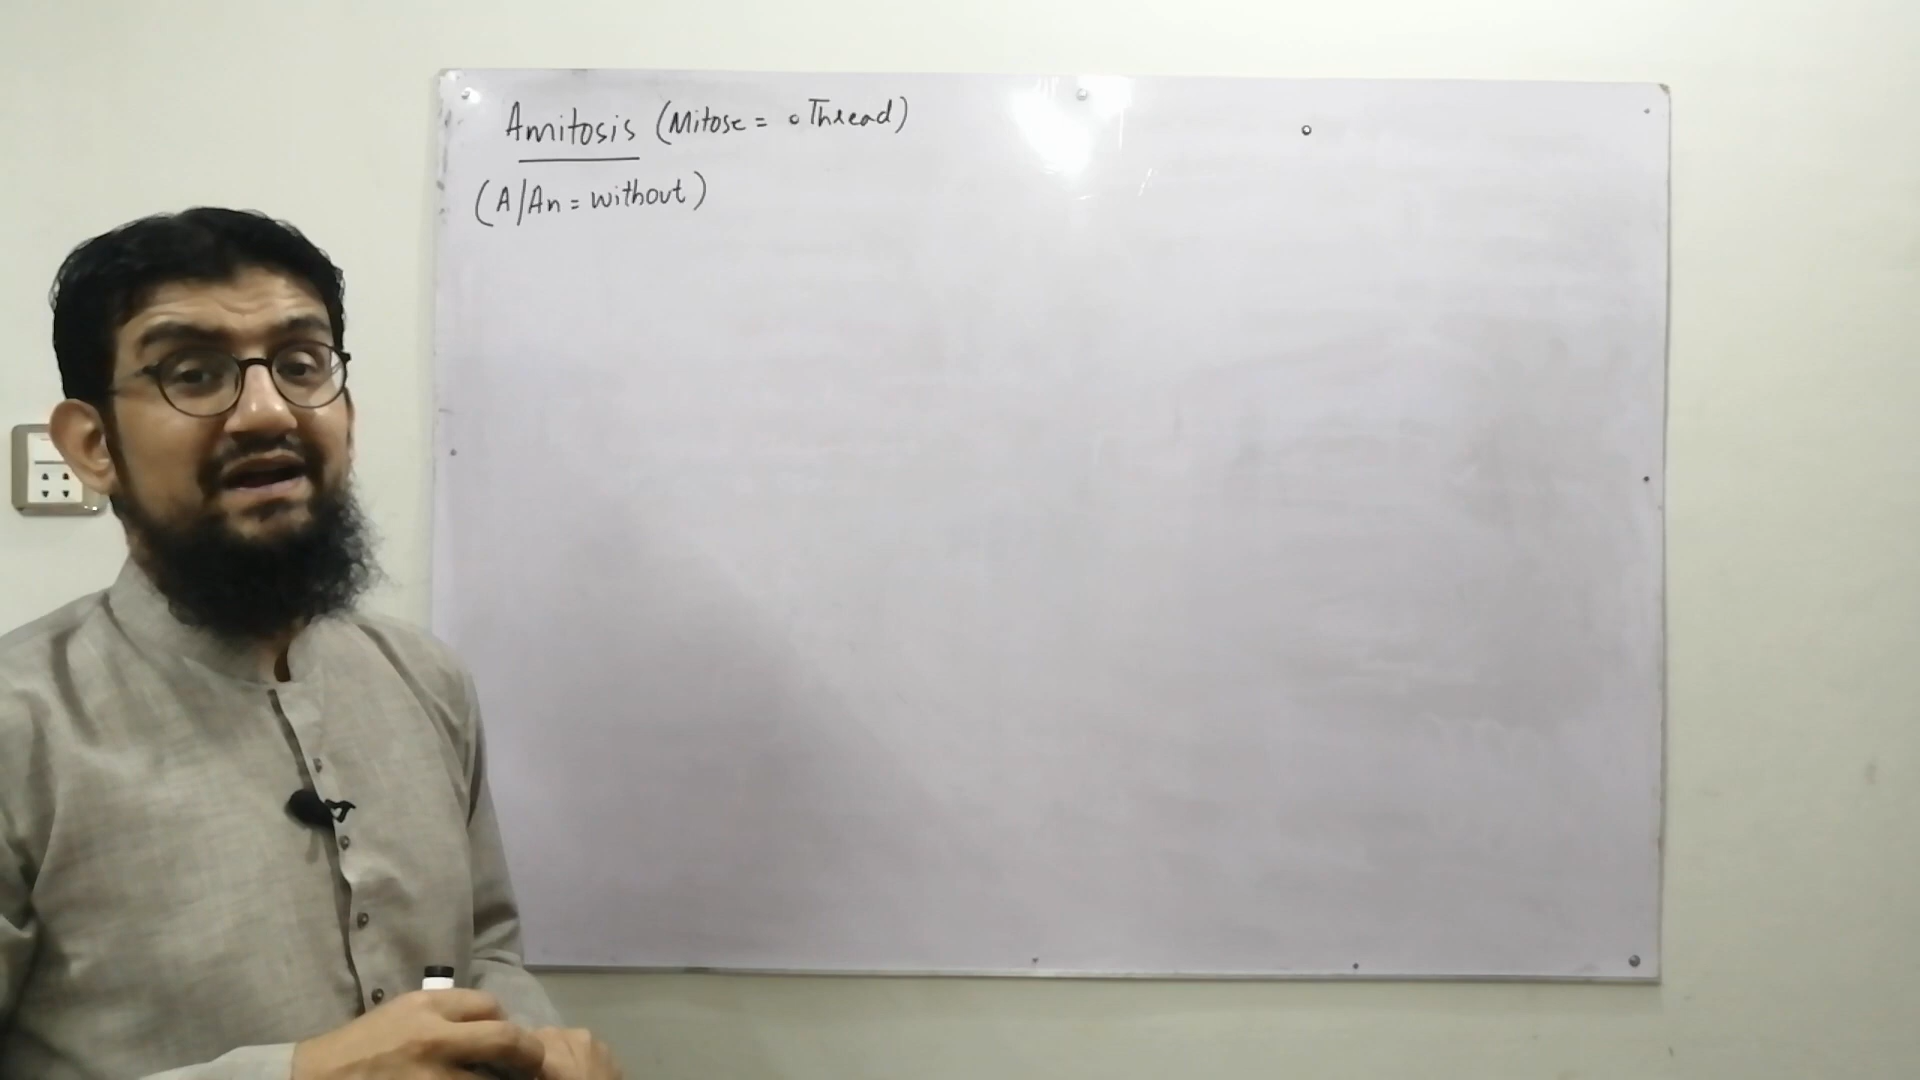 Amitosis (Mitose = Thread)
(A/An = without)